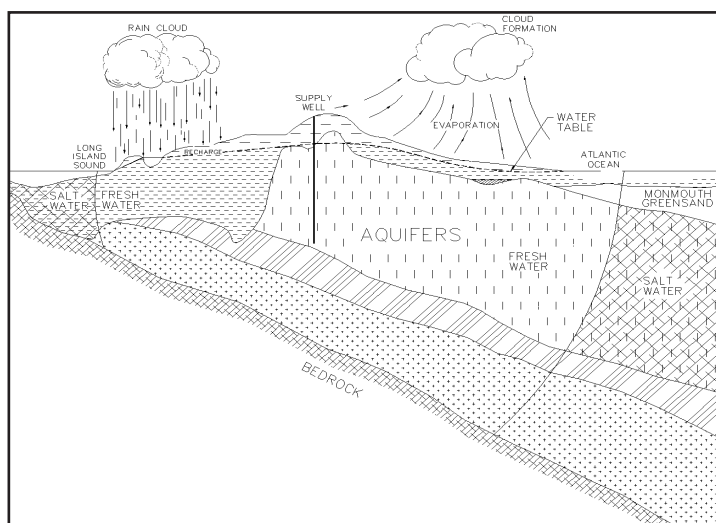 RAIN CLOUD
CLOUD
FORMATION
SUPPLY
WELL
EVAPORATION
WATER
TABLE
LONG
ISLAND
SOUND
RECHARGE
ATLANTIC
OCEAN
SALT
WATER
FRESH
WATER
MONMOUTH
GREENSAND
AQUIFERS
FRESH
WATER
SALT
WATER
BEDROCK